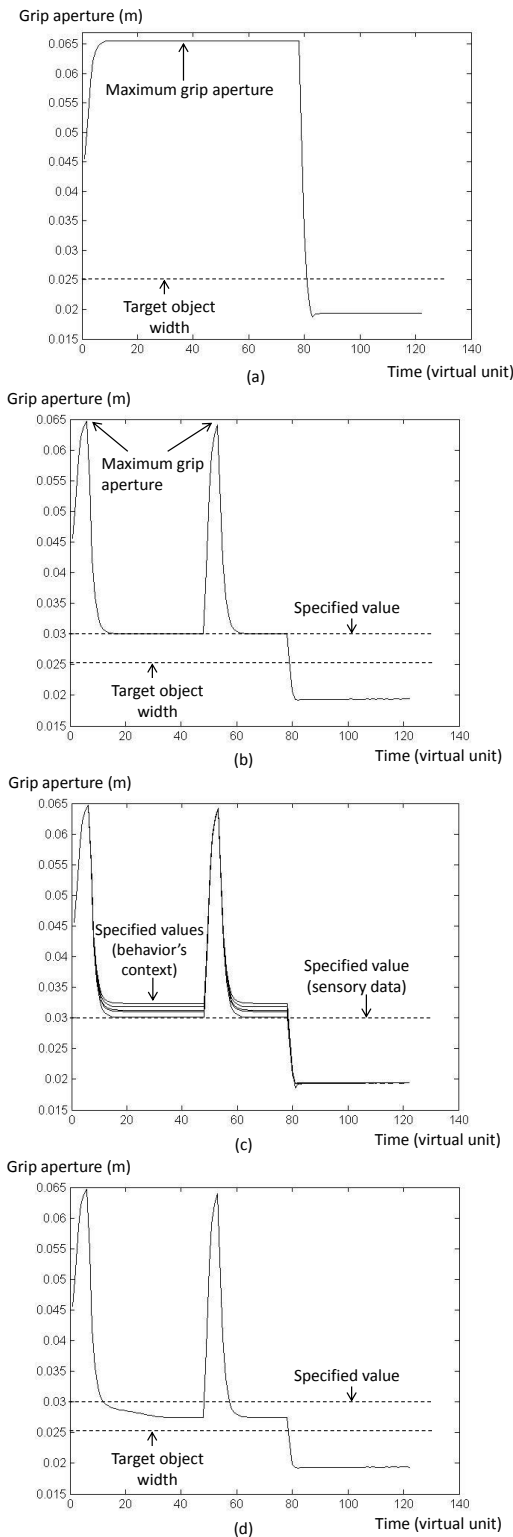 Grip aperture (m)
0.065
0.06
0.055
0.05
0.045
0.04
0.035
0.03
0.025
0.02
0.015
Maximum grip aperture
Target object
width
0 20 40 60 80 100 120 140
(a)
Time (virtual unit)
Grip aperture (m)
0.065
0.06
0.055
0.05
0.045
0.04
0.035
0.03
0.025
0.02
0.015
Maximum grip
aperture
Specified value
Target object
width
0 20 40 60 80 100 120 140
(b)
Time (virtual unit)
Grip aperture (m)
0.065
0.06
0.055
0.05
0.045
0.04
0.035
0.03
0.025
0.02
0.015
Specified values
(behavior's
context)
Specified value
(sensory data)
0 20 40 60 80 100 120 140
(c)
Time (virtual unit)
Grip aperture (m)
0.065
0.06
0.055
0.05
0.045
0.04
0.035
0.03
0.025
0.02
0.015
Specified value
Target object
width
0 20 40 60 80 100 120 140
(d)
Time (virtual unit)